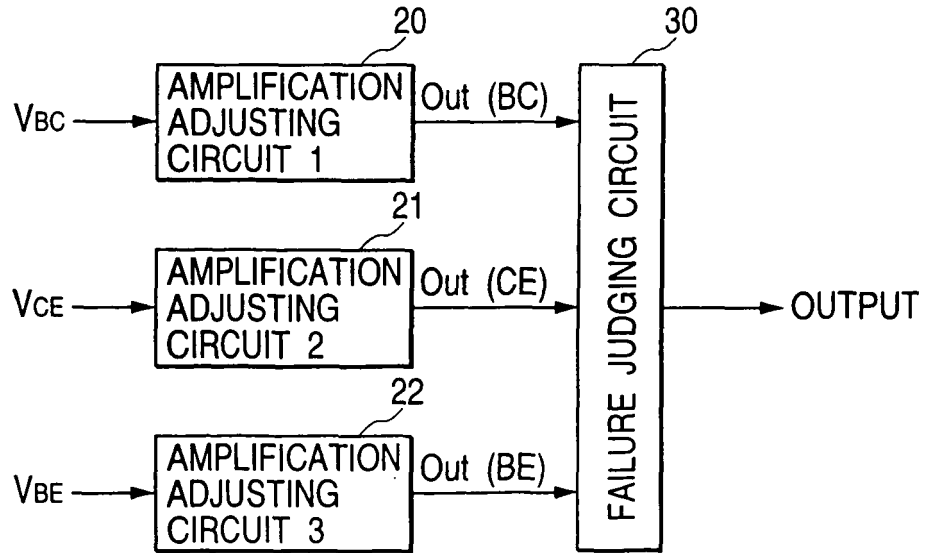 20
30
VBC
AMPLIFICATION
ADJUSTING
CIRCUIT 1
Out (BC)
21
VCE
AMPLIFICATION
ADJUSTING
CIRCUIT 2
Out (CE)
FAILURE JUDGING CIRCUIT
OUTPUT
22
VBE
AMPLIFICATION
ADJUSTING
CIRCUIT 3
Out (BE)